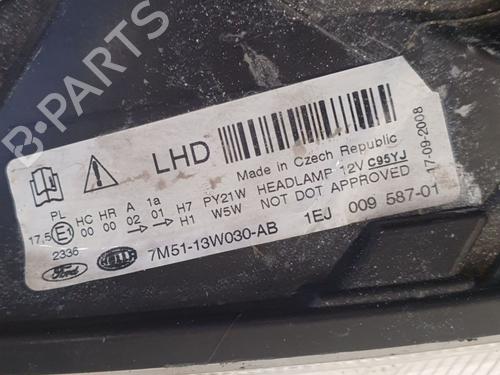 B-PARTS
LHD
Made in Czech Republic
HEADLAMP 12V C95YJ
NOT DOT APPROVED
17-09-2008
PL HC HR A 1a H7 PY21W
17.5 E1 00 00 02 01 H1 W5W
2336
Ford HELLA 7M51-13W030-AB 1EJ 009 587-01